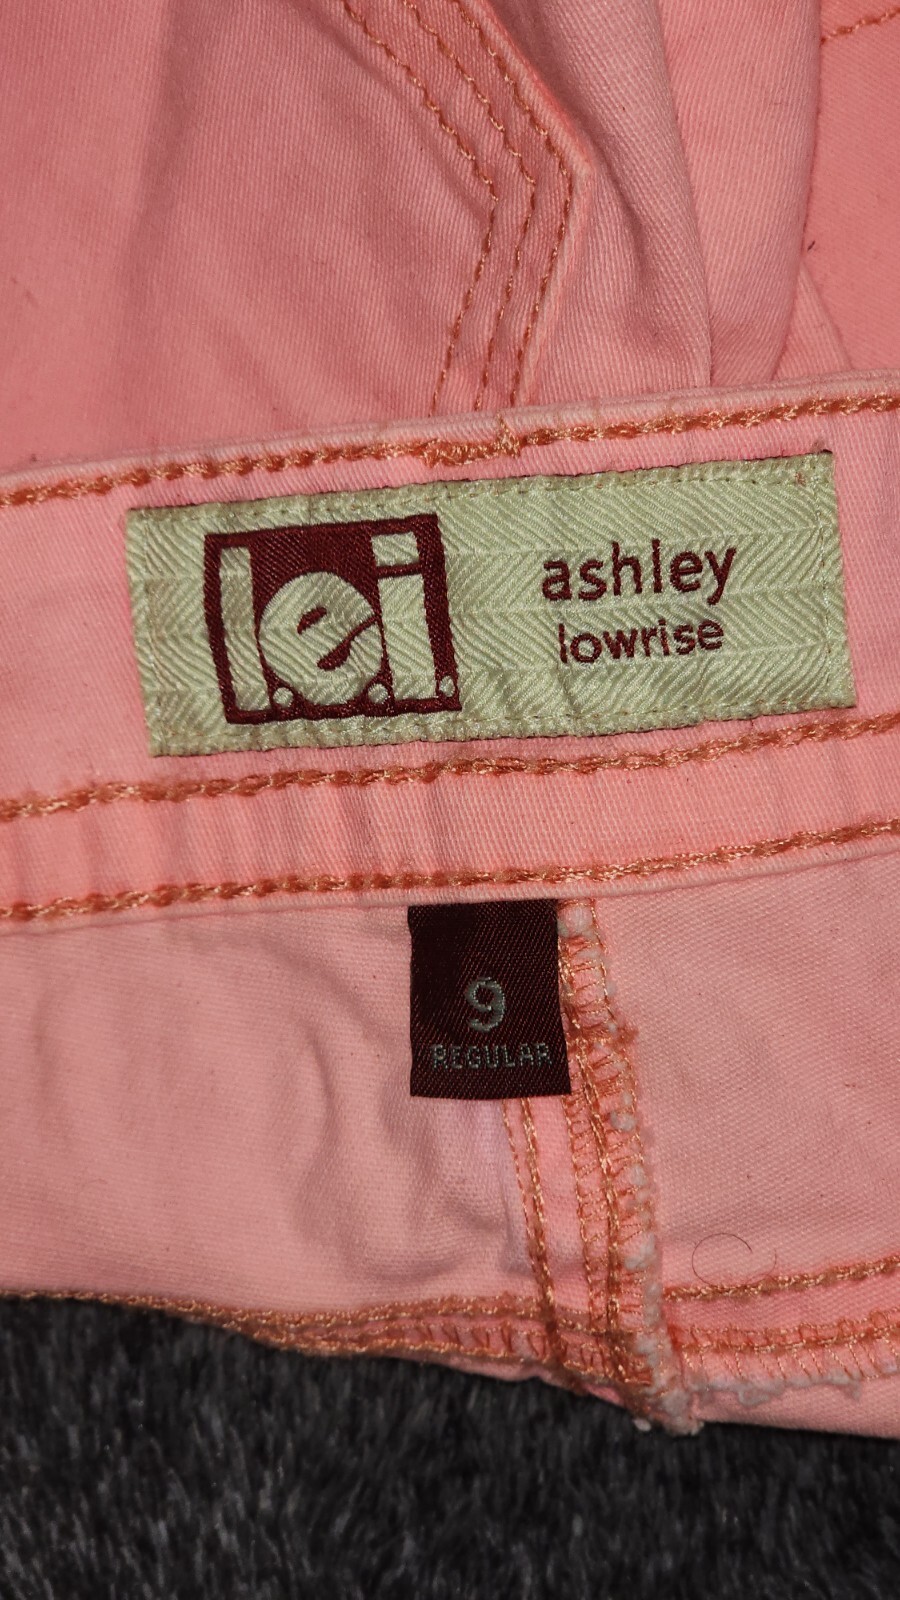 l.e.i.
ashley
lowrise
9
REGULAR